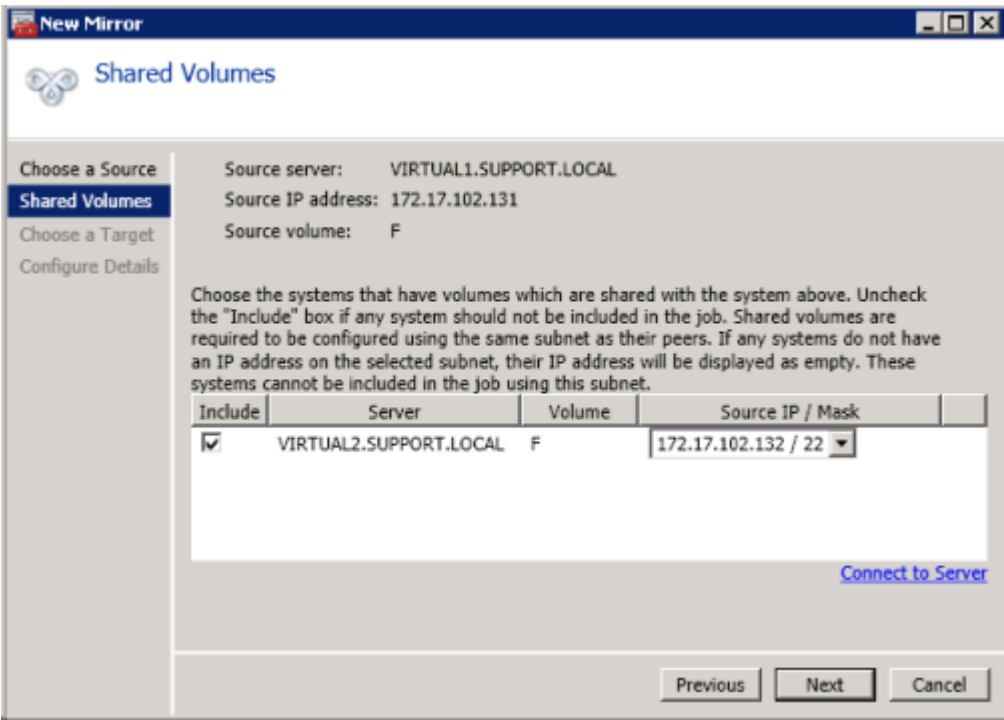 New Mirror
Shared Volumes
Choose a Source
Shared Volumes
Choose a Target
Configure Details
Source server: VIRTUAL1.SUPPORT.LOCAL
Source IP address: 172.17.102.131
Source volume: F
Choose the systems that have volumes which are shared with the system above. Uncheck
the "Include" box if any system should not be included in the job. Shared volumes are
required to be configured using the same subnet as their peers. If any systems do not have
an IP address on the selected subnet, their IP address will be displayed as empty. These
systems cannot be included in the job using this subnet.
Include Server Volume Source IP / Mask
VIRTUAL2.SUPPORT.LOCAL F 172.17.102.132 / 22
Connect to Server
Previous Next Cancel